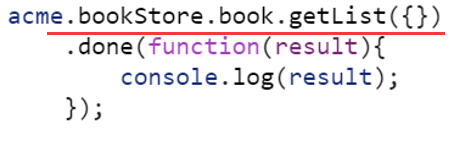 acme.bookStore.book.getList({})
    .done(function(result){
        console.log(result);
    });